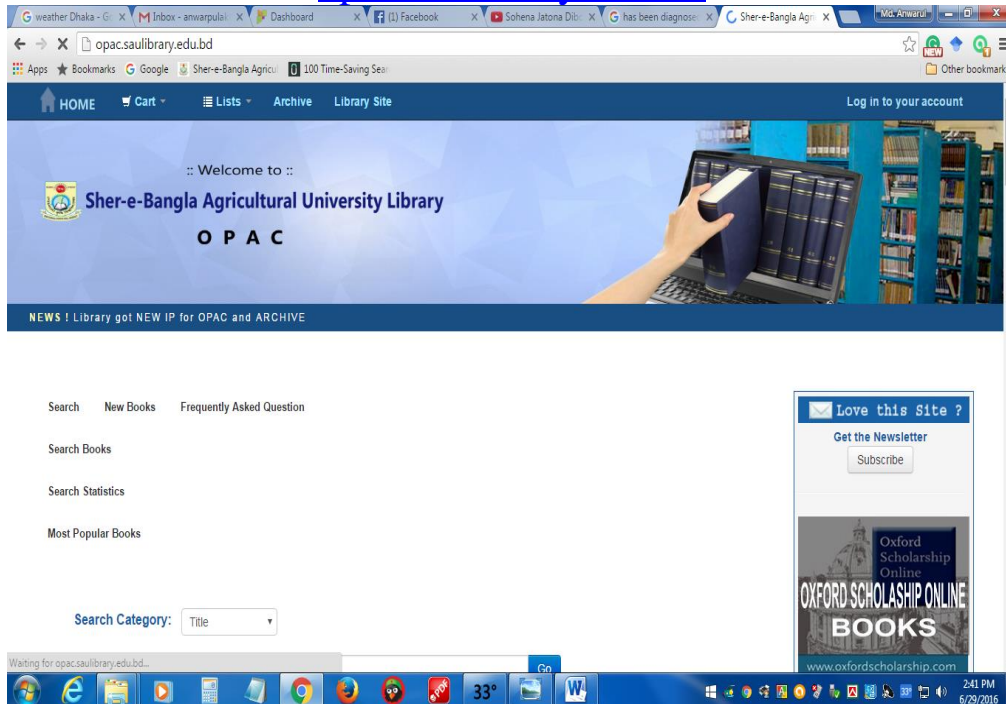 weather Dhaka - Go Inbox - anwarpulai Dashboard (1) Facebook Sohena Jatona Dibo has been diagnose Sher-e-Bangla Agri Md. Anwarul
opac.saulibrary.edu.bd
NEW
Apps Bookmarks Google Sher-e-Bangla Agricul 100 Time-Saving Sear Other bookmark
HOME Cart Lists Archive Library Site Log in to your account
:: Welcome to ::
Sher-e-Bangla Agricultural University Library
O P A C
NEWS ! Library got NEW IP for OPAC and ARCHIVE
Search New Books Frequently Asked Question
Search Books
Search Statistics
Most Popular Books
Love this Site ?
Get the Newsletter
Subscribe
Oxford
Scholarship
Online
OXFORD SCHOLASHIP ONLINE
BOOKS
www.oxfordscholarship.com
Search Category: Title
Go
Waiting for opac.saulibrary.edu.bd...
33°
33°
2:41 PM
6/29/2016